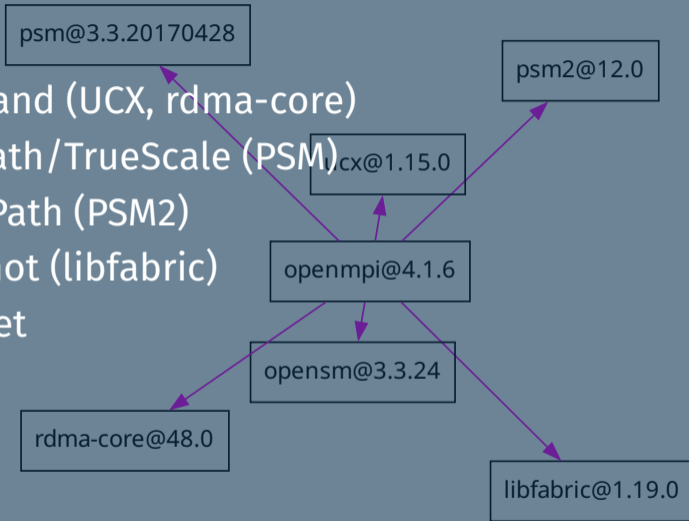 psm@3.3.20170428
psm2@12.0
and (UCX, rdma-core)
ath/TrueScale (PSM)
ucx@1.15.0
Path (PSM2)
not (libfabric)
openmpi@4.1.6
et
opensm@3.3.24
rdma-core@48.0
libfabric@1.19.0